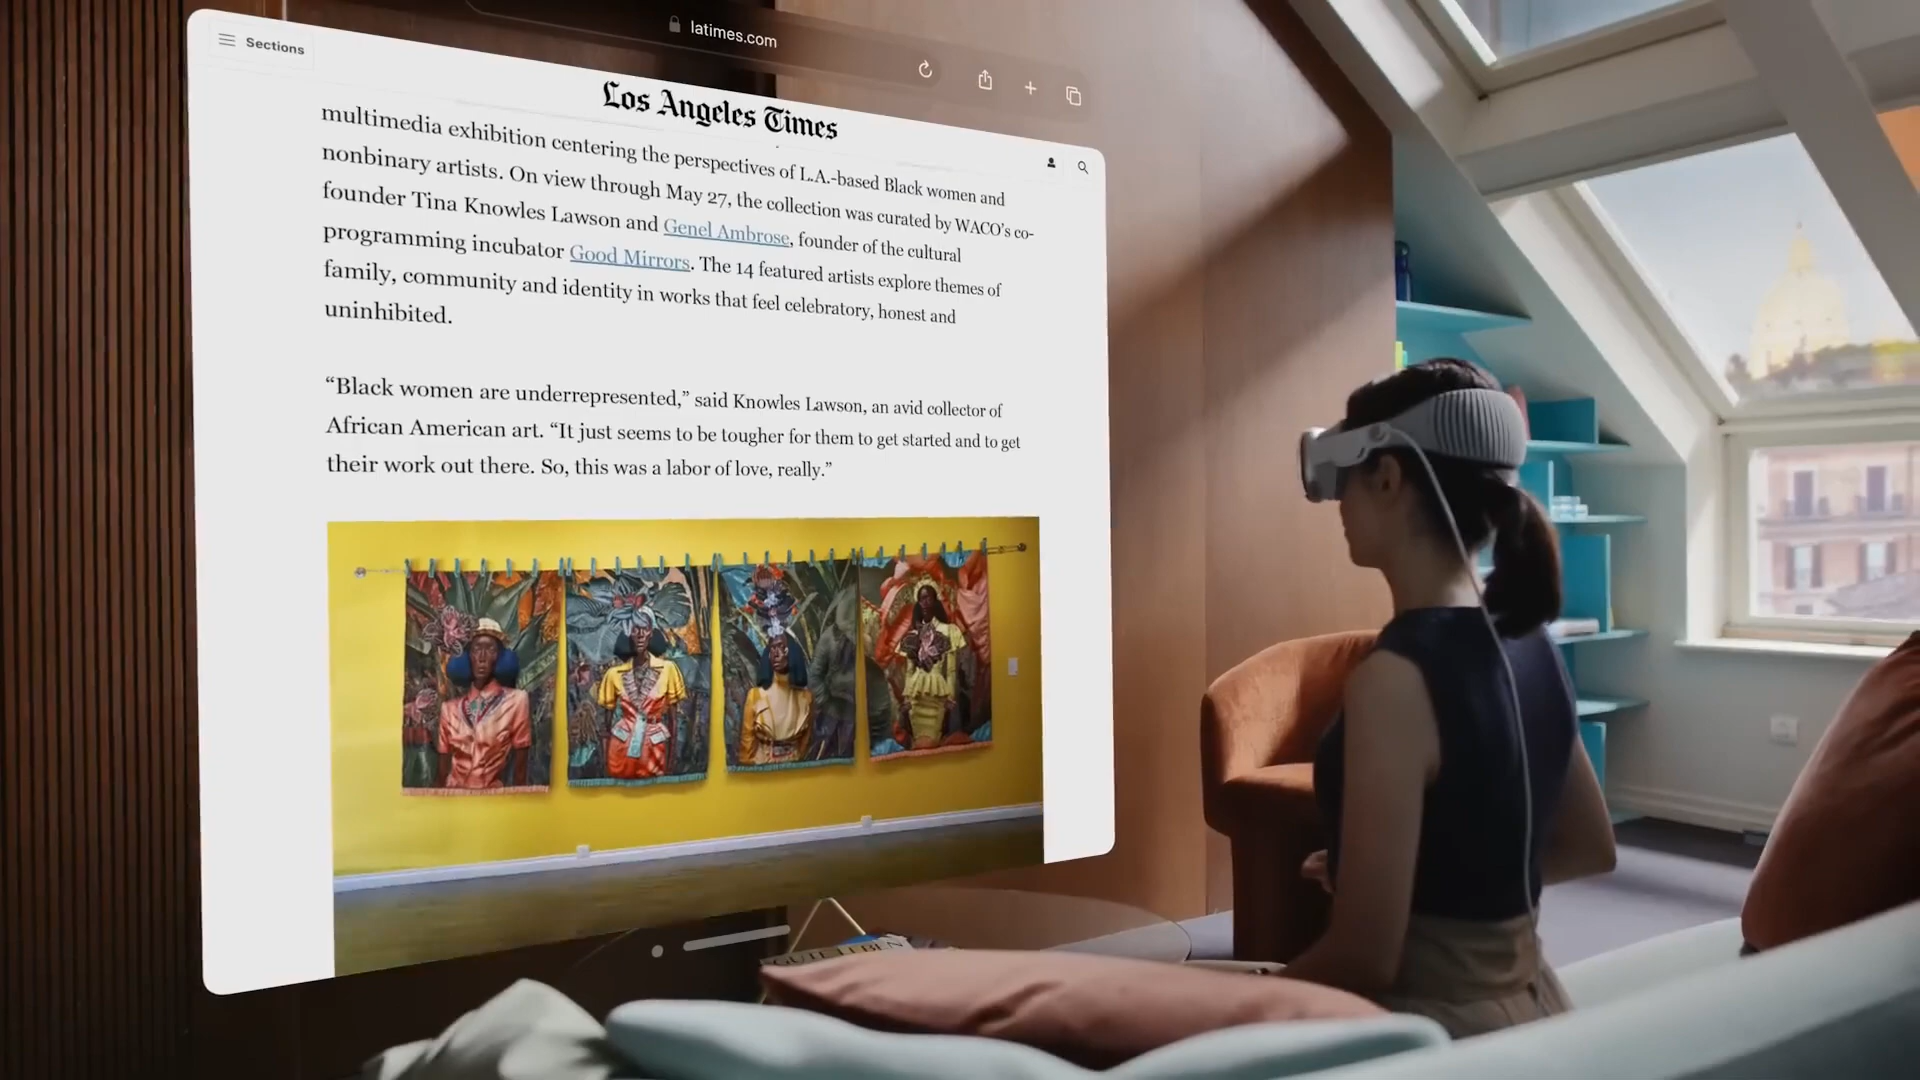 latimes.com
Sections
Los Angeles Times
multimedia exhibition centering the perspectives of L.A.-based Black women and
nonbinary artists. On view through May 27, the collection was curated by WACO’s co-
founder Tina Knowles Lawson and Genel Ambrose, founder of the cultural
programming incubator Good Mirrors. The 14 featured artists explore themes of
family, community and identity in works that feel celebratory, honest and
uninhibited.
“Black women are underrepresented,” said Knowles Lawson, an avid collector of
African American art. “It just seems to be tougher for them to get started and to get
their work out there. So, this was a labor of love, really.”
GUTE LEBEN